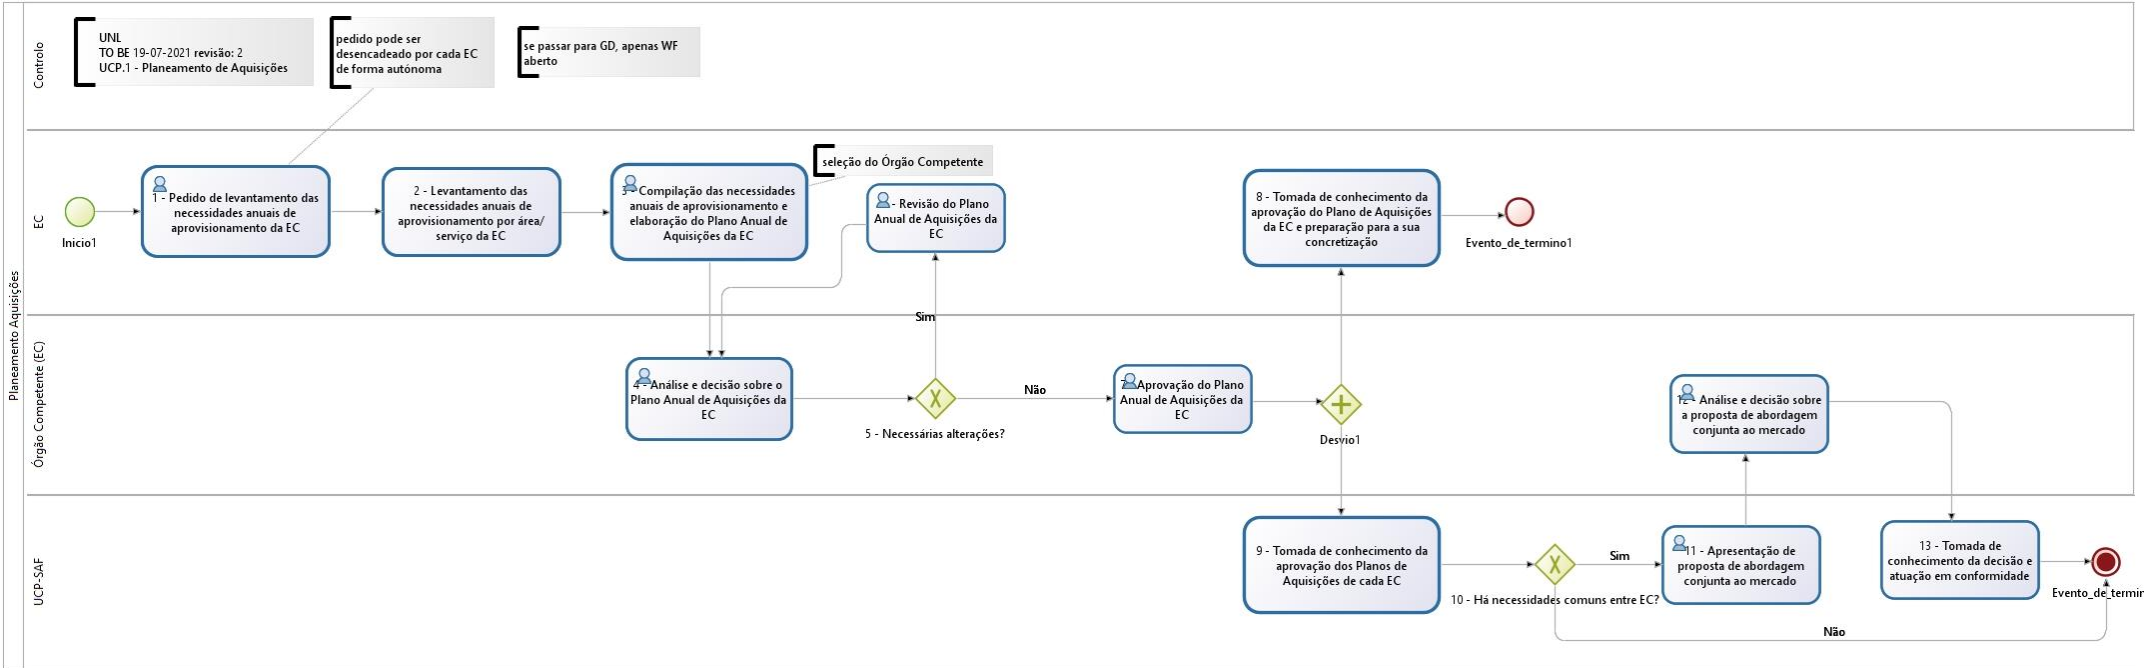 Planeamento Aquisições
Controlo
UNL
TO BE 19-07-2021 revisão: 2
UCP.1 - Planeamento de Aquisições
pedido pode ser
desencadeado por cada EC
de forma autónoma
se passar para GD, apenas WF
aberto
EC
Inicio1
1 - Pedido de levantamento das
necessidades anuais de
aprovisionamento da EC
2 - Levantamento das
necessidades anuais de
aprovisionamento por área/
serviço da EC
3 - Compilação das necessidades
anuais de aprovisionamento e
elaboração do Plano Anual de
Aquisições da EC
seleção do Órgão Competente
- Revisão do Plano
Anual de Aquisições da
EC
8 - Tomada de conhecimento da
aprovação do Plano de Aquisições
da EC e preparação para a sua
concretização
Evento_de_termino1
Órgão Competente (EC)
4 - Análise e decisão sobre o
Plano Anual de Aquisições da
EC
Sim
5 - Necessárias alterações?
Não
7 - Aprovação do Plano
Anual de Aquisições da
EC
Desvio1
12 - Análise e decisão sobre
a proposta de abordagem
conjunta ao mercado
UCP-SAF
9 - Tomada de conhecimento da
aprovação dos Planos de
Aquisições de cada EC
10 - Há necessidades comuns entre EC?
Sim
11 - Apresentação de
proposta de abordagem
conjunta ao mercado
13 - Tomada de
conhecimento da decisão e
atuação em conformidade
Evento_de_termin
Não